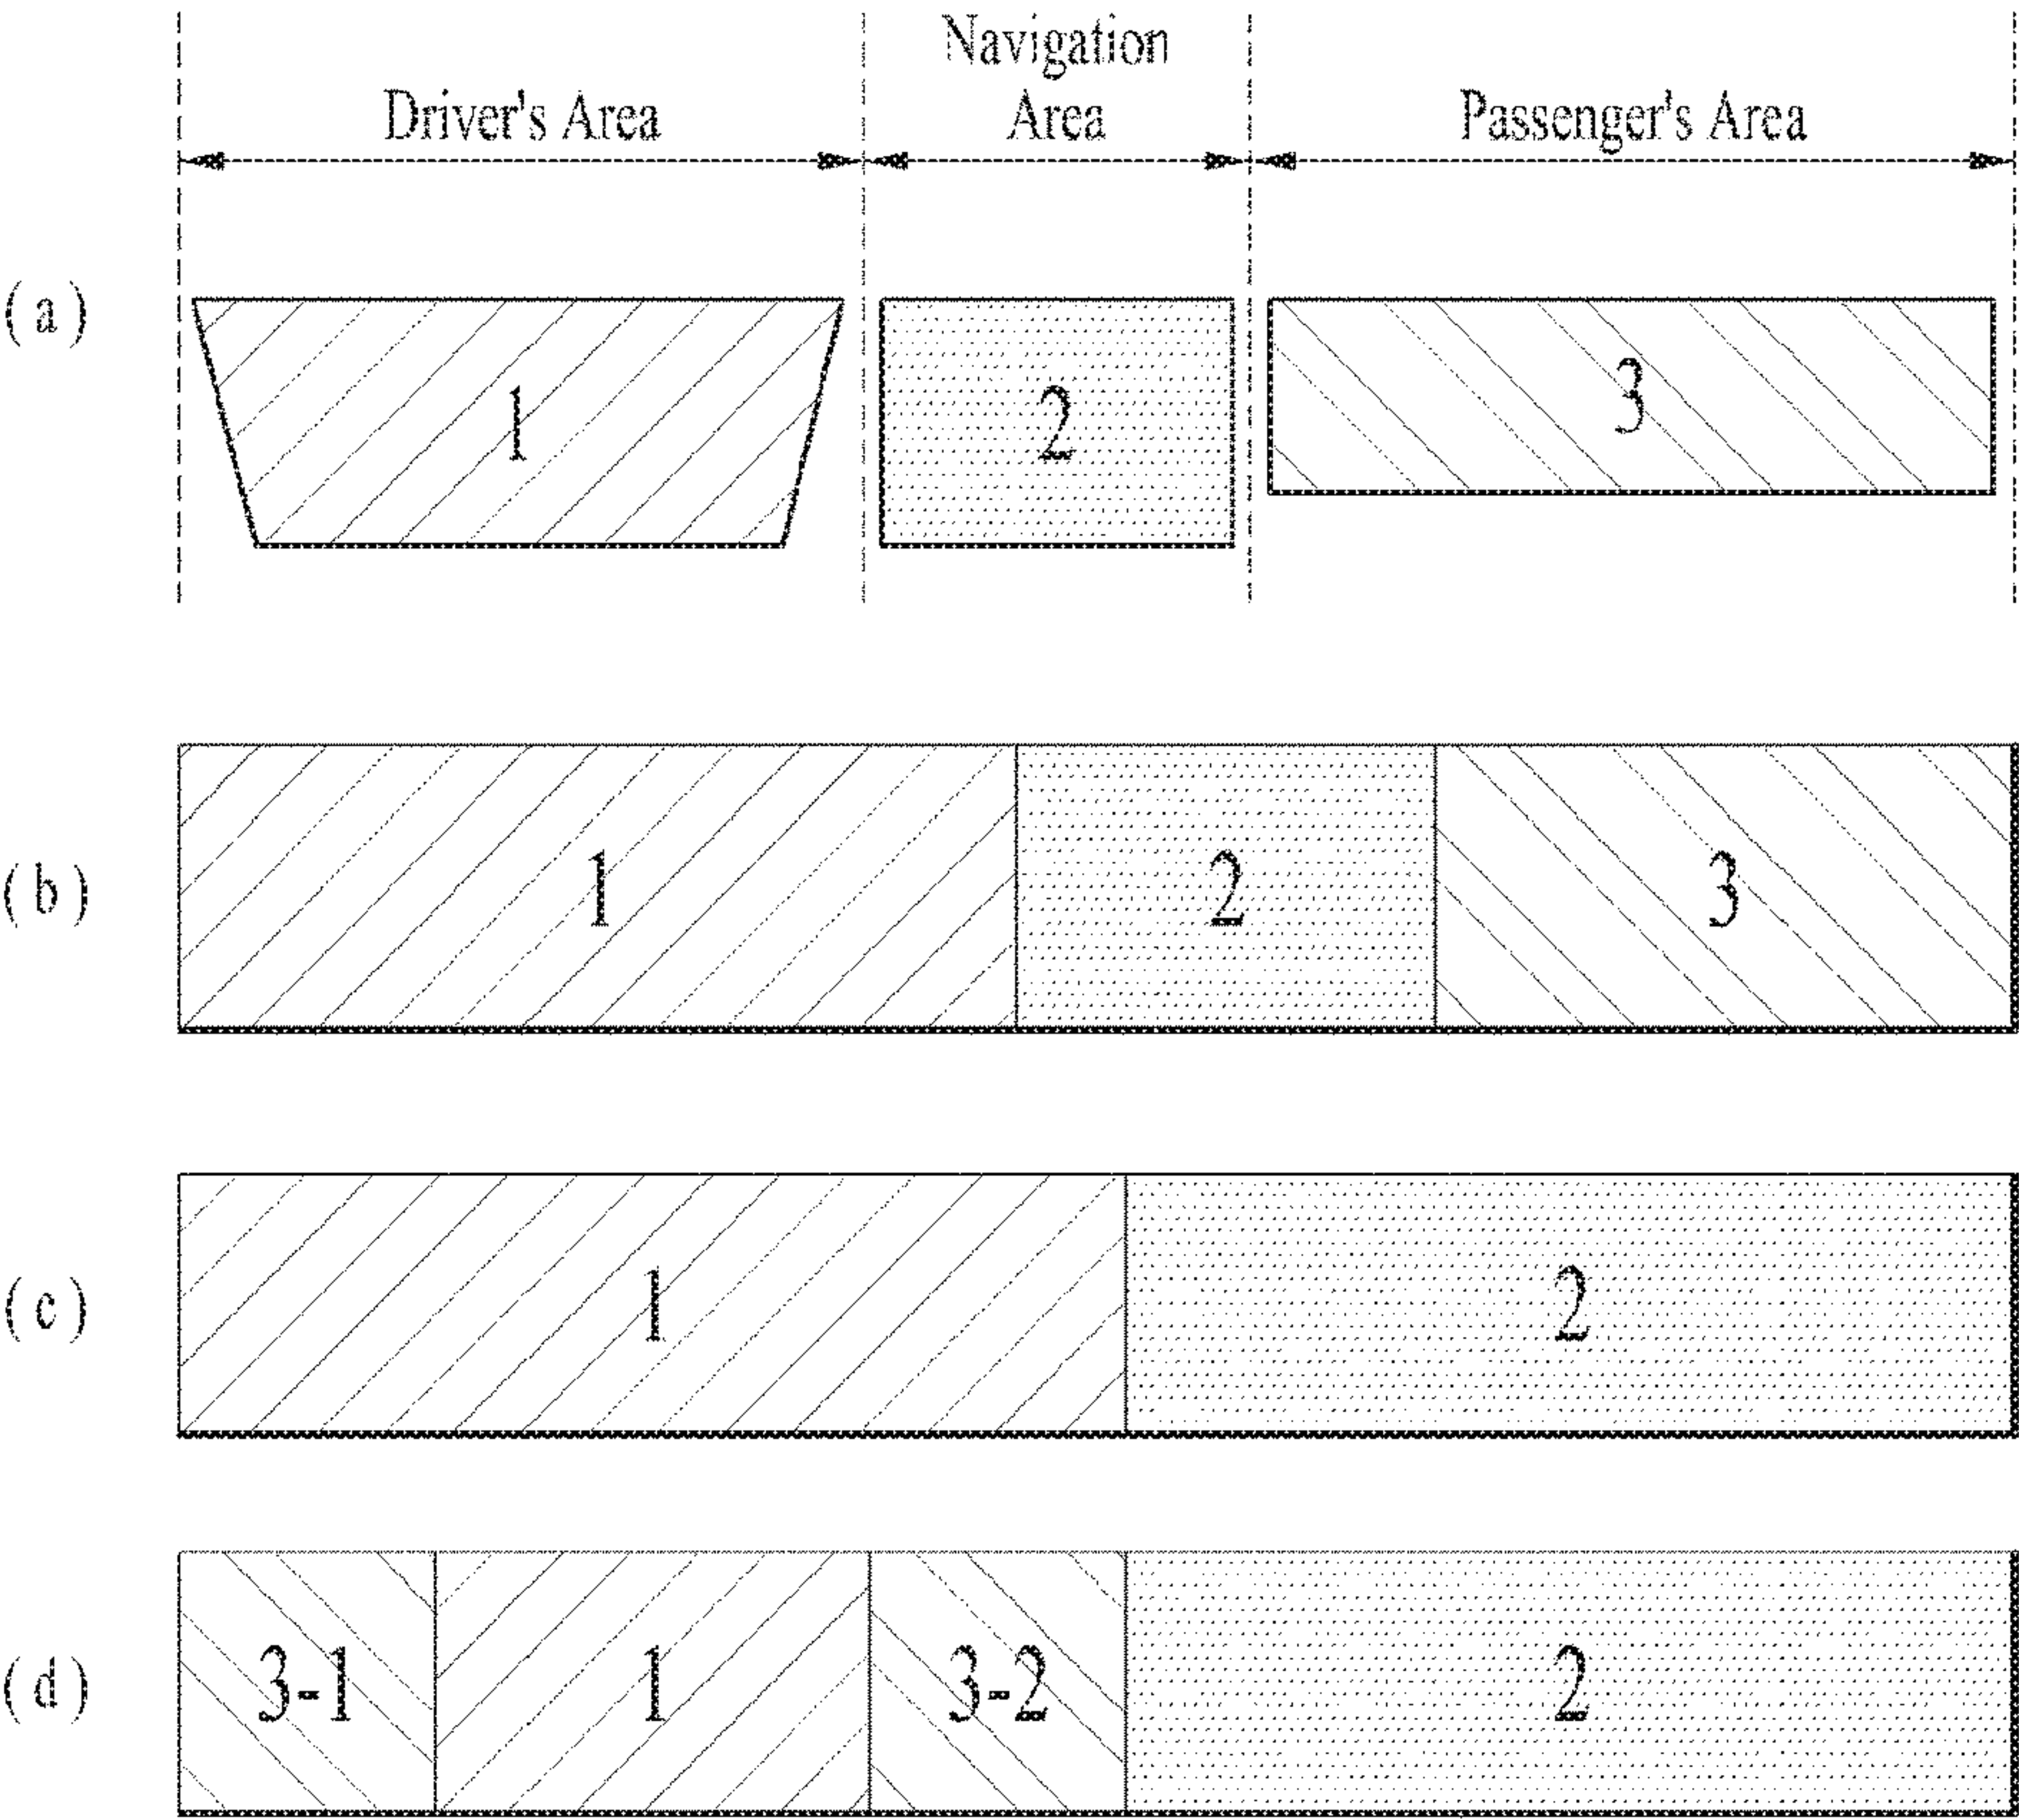 Navigation
Driver's Area Area Passenger's Area
(a)
1 2 3
(b)
1 2 3
(c)
1 2
(d)
3-1 1 3-2 2